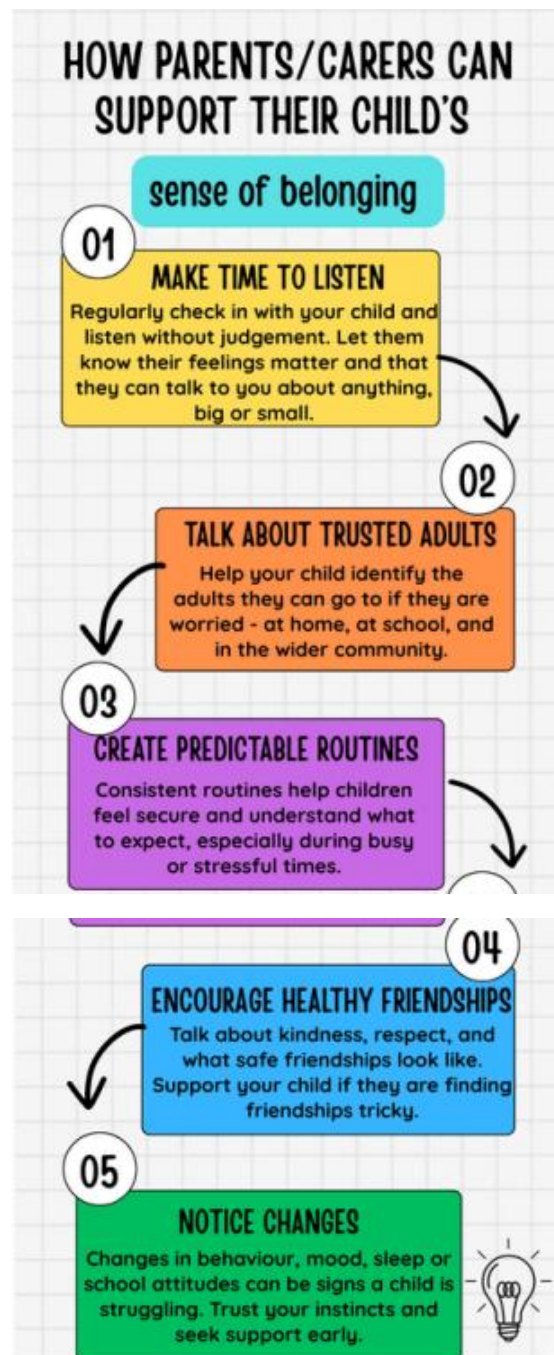 HOW PARENTS/CARERS CAN
SUPPORT THEIR CHILD'S
sense of belonging
01
MAKE TIME TO LISTEN
Regularly check in with your child and
listen without judgement. Let them
know their feelings matter and that
they can talk to you about anything,
big or small.
02
TALK ABOUT TRUSTED ADULTS
Help your child identify the
adults they can go to if they are
worried - at home, at school, and
in the wider community.
03
CREATE PREDICTABLE ROUTINES
Consistent routines help children
feel secure and understand what
to expect, especially during busy
or stressful times.
04
ENCOURAGE HEALTHY FRIENDSHIPS
Talk about kindness, respect, and
what safe friendships look like.
Support your child if they are finding
friendships tricky.
05
NOTICE CHANGES
Changes in behaviour, mood, sleep or
school attitudes can be signs a child is
struggling. Trust your instincts and
seek support early.